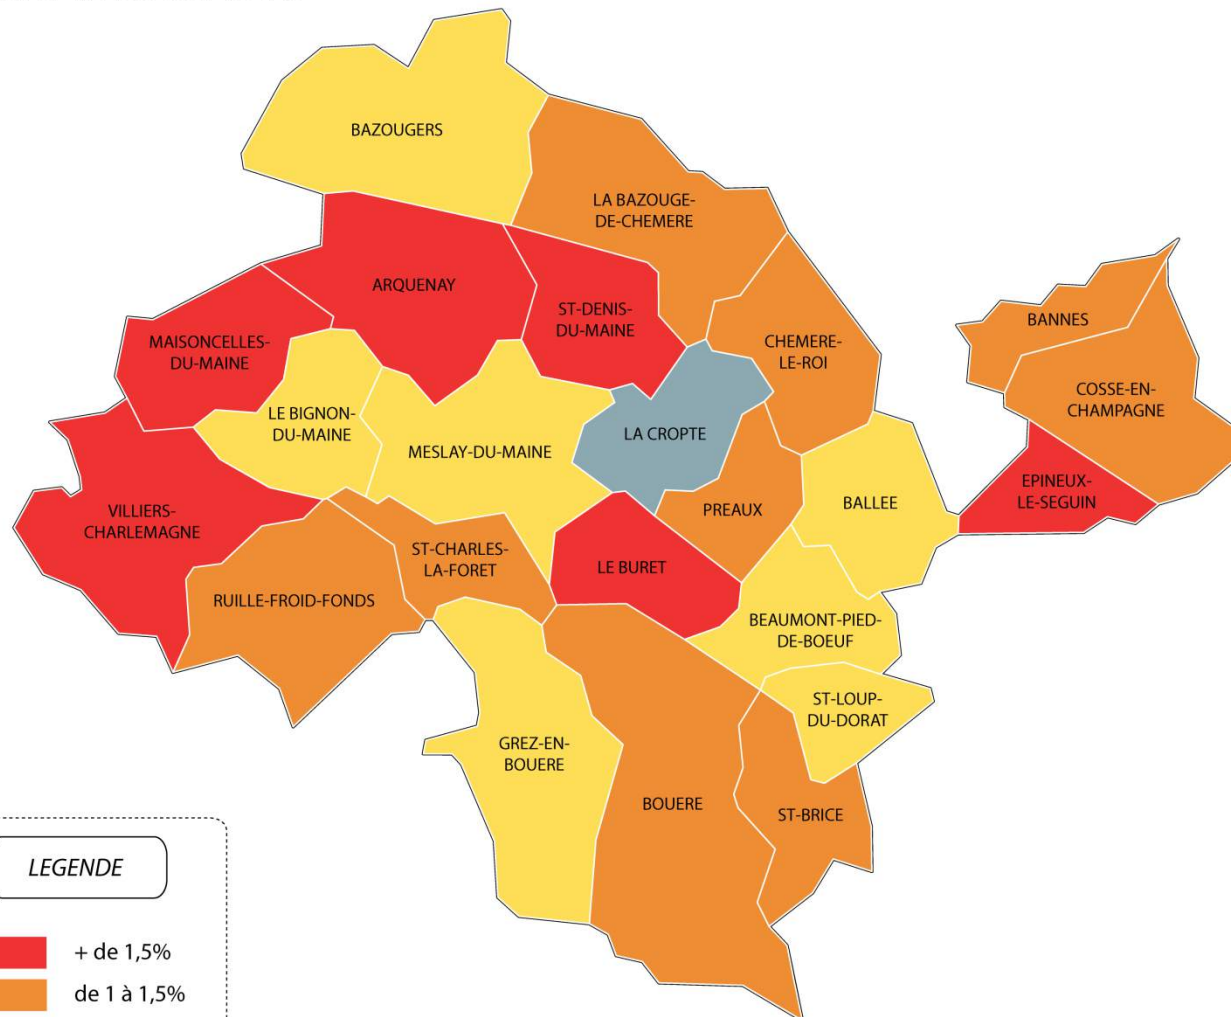 BAZOUGERS
LA BAZOUGE-
DE-CHEMERE
ARQUENAY
ST-DENIS-
DU-MAINE
BANNES
MAISONCELLES-
DU-MAINE
CHEMERE-
LE-ROI
COSSE-EN-
CHAMPAGNE
LE BIGNON-
DU-MAINE
LA CROPTE
MESLAY-DU-MAINE
EPINEUX-
LE-SEGUIN
VILLIERS-
CHARLEMAGNE
PREAUX
BALLEE
ST-CHARLES-
LA-FORET
LE BURET
RUILLE-FROID-FONDS
BEAUMONT-PIED-
DE-BOEUF
ST-LOUP-
DU-DORAT
GREZ-EN-
BOUERE
BOUERE
ST-BRICE
LEGENDE
+ de 1,5%
de 1 à 1,5%